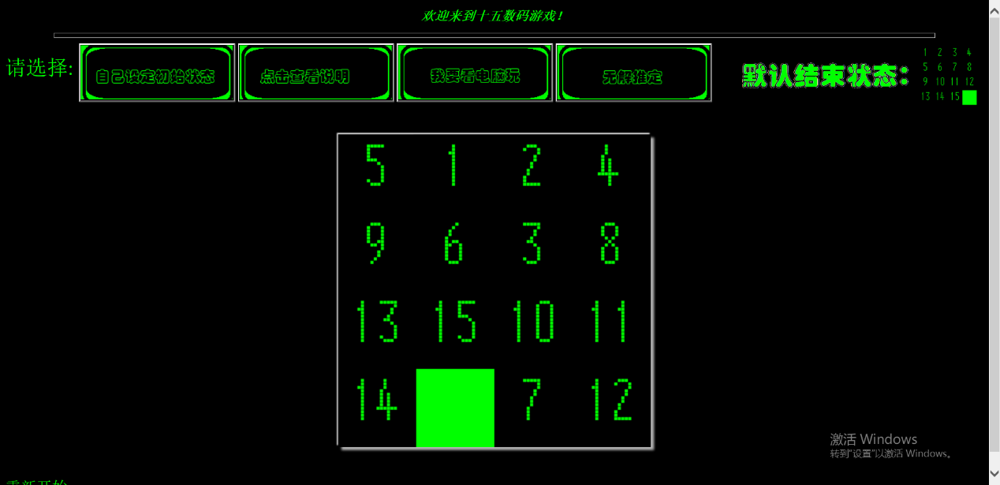 欢迎来到十五数码游戏!
请选择:
自己设定初始状态
点击查看说明
我要看电脑玩
无解推定
默认结束状态:
1 2 3 4
5 6 7 8
9 10 11 12
13 14 15
5 1 2 4
9 6 3 8
13 15 10 11
14 7 12
激活 Windows
转到"设置"以激活 Windows。
重新开始